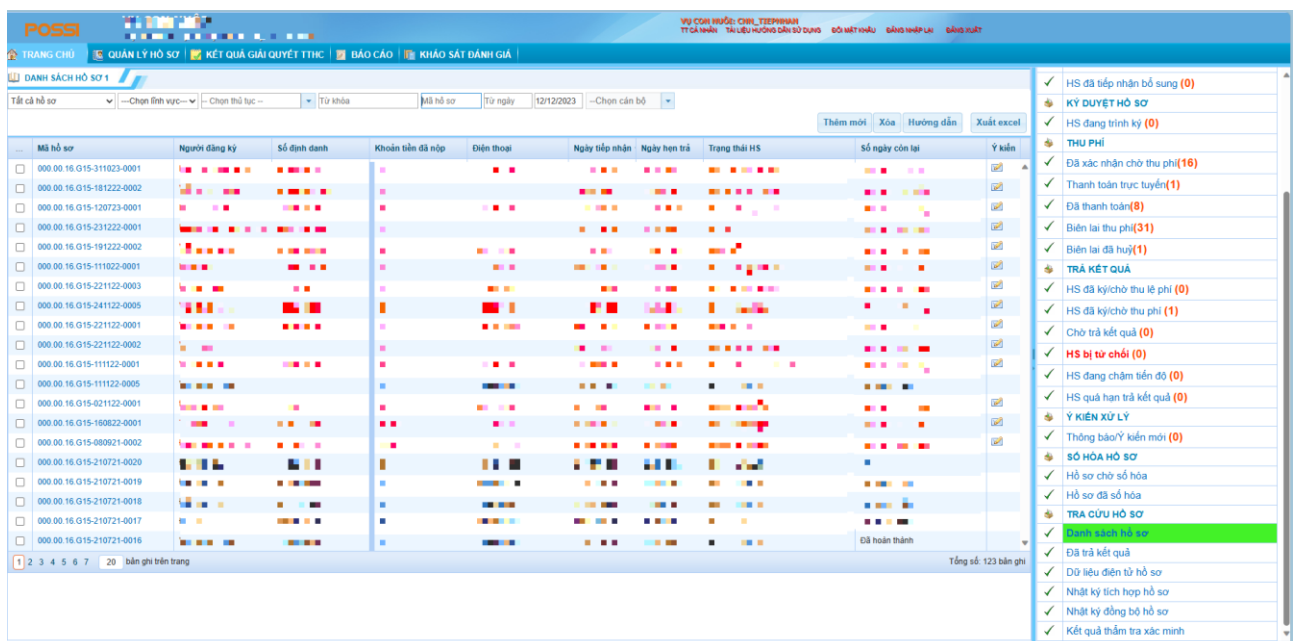 POSSI
VỤ CON NUÔI: CNN_TIEPNHAN
TT CÁ NHÂN TÀI LIỆU HƯỚNG DẪN SỬ DỤNG ĐỔI MẬT KHẨU ĐĂNG NHẬP LẠI ĐĂNG XUẤT
TRANG CHỦ QUẢN LÝ HỒ SƠ KẾT QUẢ GIẢI QUYẾT TTHC BÁO CÁO KHẢO SÁT ĐÁNH GIÁ
DANH SÁCH HỒ SƠ 1
Tất cả hồ sơ ---Chọn lĩnh vực--- -- Chọn thủ tục -- Từ khóa Mã hồ sơ Từ ngày 12/12/2023 --Chọn cán bộ
Thêm mới Xóa Hướng dẫn Xuất excel
... Mã hồ sơ Người đăng ký Số định danh Khoản tiền đã nộp Điện thoại Ngày tiếp nhận Ngày hẹn trả Trạng thái HS Số ngày còn lại Ý kiến
000.00.16.G15-311023-0001
000.00.16.G15-181222-0002
000.00.16.G15-120723-0001
000.00.16.G15-231222-0001
000.00.16.G15-191222-0002
000.00.16.G15-111022-0001
000.00.16.G15-221122-0003
000.00.16.G15-241122-0005
000.00.16.G15-221122-0001
000.00.16.G15-221122-0002
000.00.16.G15-111122-0001
000.00.16.G15-111122-0005
000.00.16.G15-021122-0001
000.00.16.G15-160822-0001
000.00.16.G15-080921-0002
000.00.16.G15-210721-0020
000.00.16.G15-210721-0019
000.00.16.G15-210721-0018
000.00.16.G15-210721-0017
000.00.16.G15-210721-0016 Đã hoàn thành
1 2 3 4 5 6 7 20 bản ghi trên trang Tổng số: 123 bản ghi
HS đã tiếp nhận bổ sung (0)
KÝ DUYỆT HỒ SƠ
HS đang trình ký (0)
THU PHÍ
Đã xác nhận chờ thu phí(16)
Thanh toán trực tuyến(1)
Đã thanh toán(8)
Biên lai thu phí(31)
Biên lai đã huỷ(1)
TRẢ KẾT QUẢ
HS đã ký/chờ thu lệ phí (0)
HS đã ký/chờ thu phí (1)
Chờ trả kết quả (0)
HS bị từ chối (0)
HS đang chậm tiến độ (0)
HS quá hạn trả kết quả (0)
Ý KIẾN XỬ LÝ
Thông báo/Ý kiến mới (0)
SỐ HÓA HỒ SƠ
Hồ sơ chờ số hóa
Hồ sơ đã số hóa
TRA CỨU HỒ SƠ
Danh sách hồ sơ
Đã trả kết quả
Dữ liệu điện tử hồ sơ
Nhật ký tích hợp hồ sơ
Nhật ký đồng bộ hồ sơ
Kết quả thẩm tra xác minh